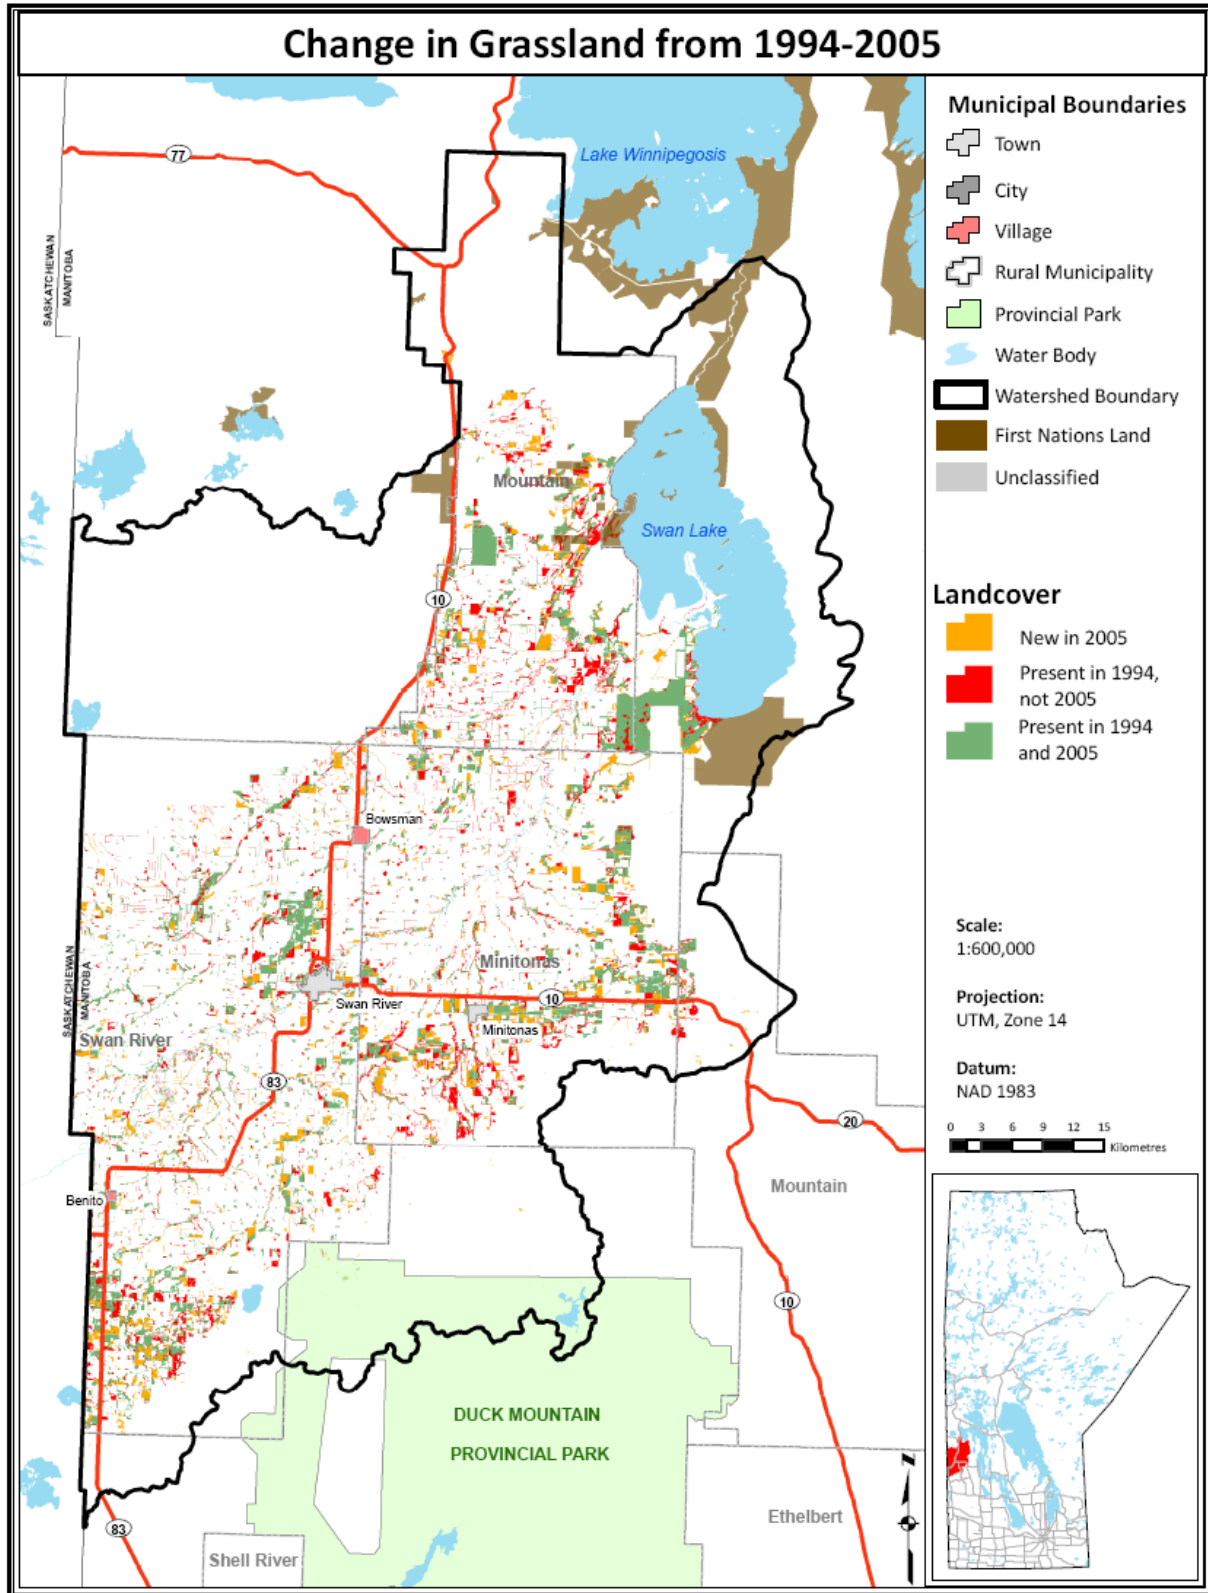 Change in Grassland from 1994-2005
Municipal Boundaries
Town
City
Village
Rural Municipality
Provincial Park
Water Body
Watershed Boundary
First Nations Land
Unclassified
Landcover
New in 2005
Present in 1994,
not 2005
Present in 1994
and 2005
Scale:
1:600,000
Projection:
UTM, Zone 14
Datum:
NAD 1983
0 3 6 9 12 15
Kilometres
77
Lake Winnipegosis
SASKATCHEWAN
MANITOBA
Mountain
Swan Lake
10
Bowsman
Minitonas
SASKATCHEWAN
MANITOBA
Swan River
10
Minitonas
Swan River
83
20
Benito
Mountain
10
DUCK MOUNTAIN
PROVINCIAL PARK
Ethelbert
83
Shell River
N